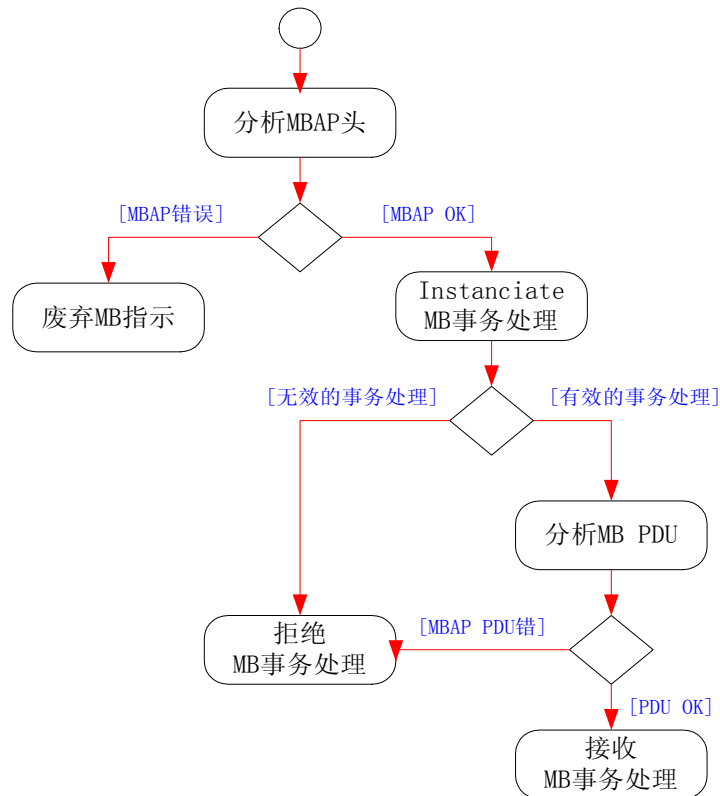 分析MBAP头
[MBAP错误]
[MBAP OK]
废弃MB指示
Instanciate
MB事务处理
[无效的事务处理]
[有效的事务处理]
分析MB PDU
[MBAP PDU错]
拒绝
MB事务处理
[PDU OK]
接收
MB事务处理